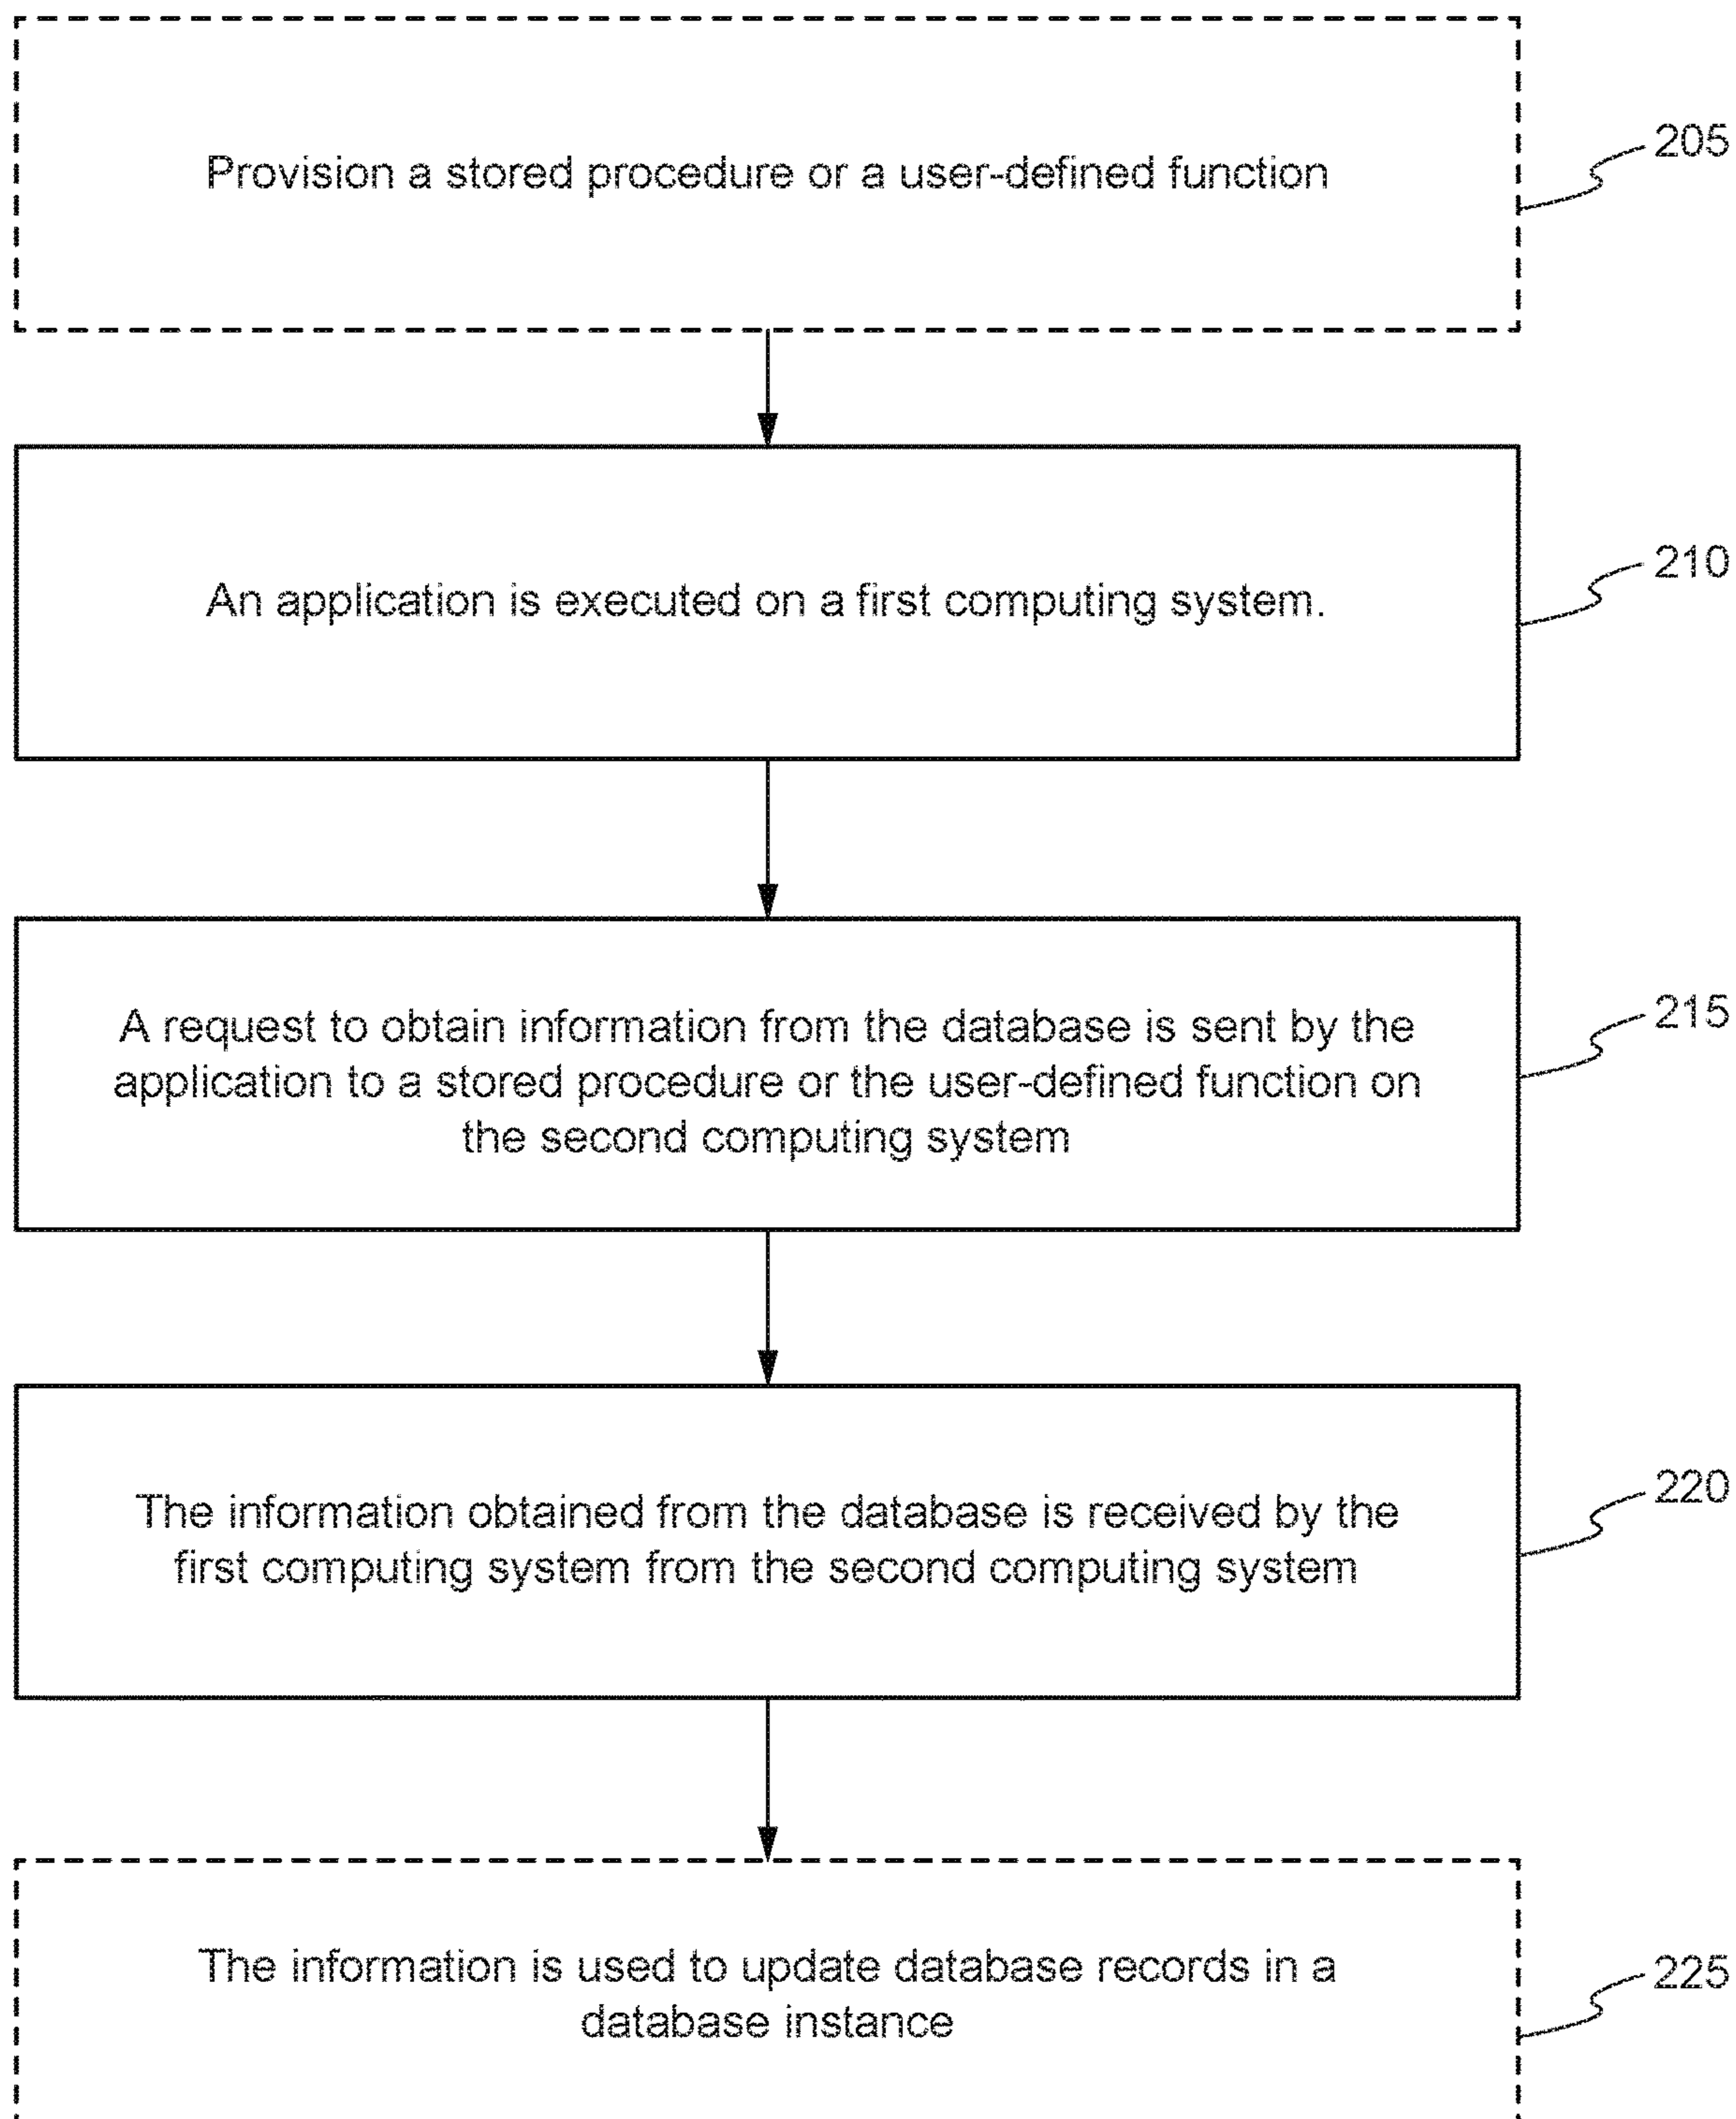 Provision a stored procedure or a user-defined function
205
An application is executed on a first computing system.
210
A request to obtain information from the database is sent by the
application to a stored procedure or the user-defined function on
the second computing system
215
The information obtained from the database is received by the
first computing system from the second computing system
220
The information is used to update database records in a
database instance
225